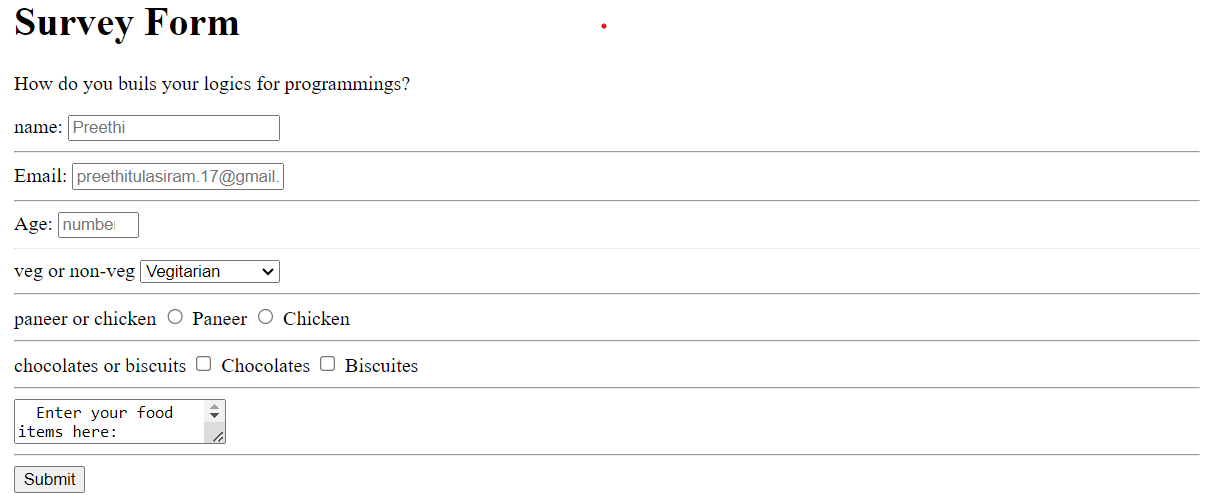 Survey Form
How do you buils your logics for programmings?
name: Preethi
Email: preethitulasiram.17@gmail.
Age: number
veg or non-veg Vegitarian
paneer or chicken Paneer Chicken
chocolates or biscuits Chocolates Biscuites
Enter your food
items here:
Submit